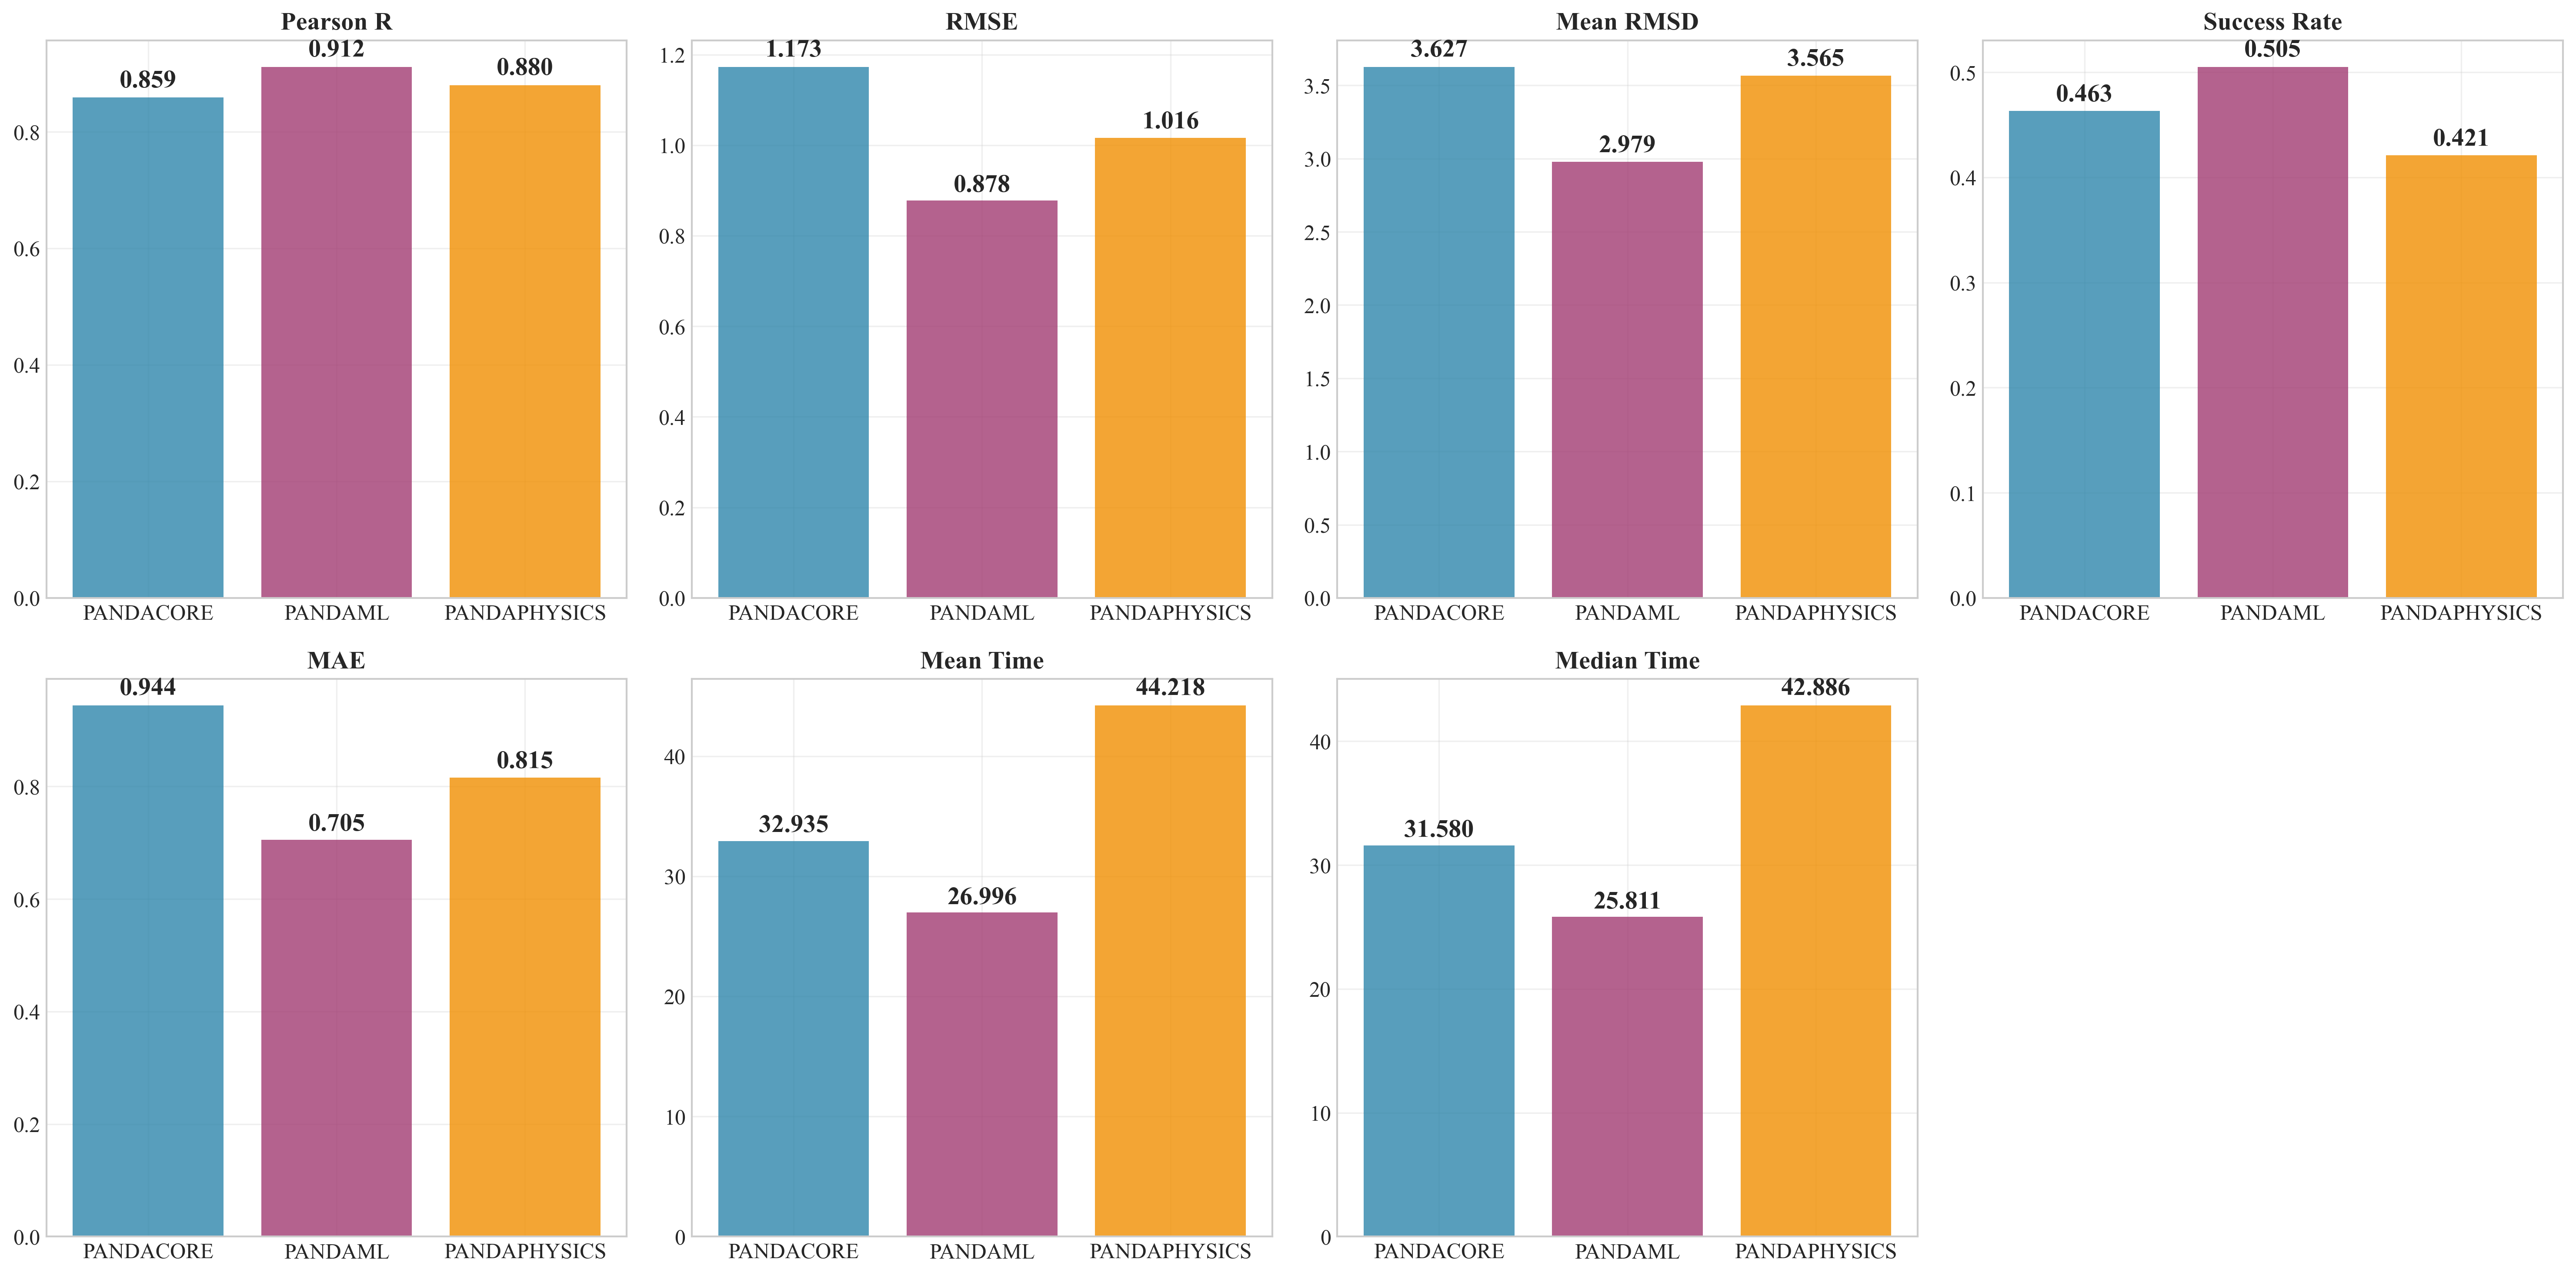 Pearson R
0.859
0.912
0.880
0.8
0.6
0.4
0.2
0.0
PANDACORE
PANDAML
PANDAPHYSICS
RMSE
1.173
0.878
1.016
1.2
1.0
0.8
0.6
0.4
0.2
0.0
PANDACORE
PANDAML
PANDAPHYSICS
Mean RMSD
3.627
2.979
3.565
3.5
3.0
2.5
2.0
1.5
1.0
0.5
0.0
PANDACORE
PANDAML
PANDAPHYSICS
Success Rate
0.463
0.505
0.421
0.5
0.4
0.3
0.2
0.1
0.0
PANDACORE
PANDAML
PANDAPHYSICS
MAE
0.944
0.705
0.815
0.8
0.6
0.4
0.2
0.0
PANDACORE
PANDAML
PANDAPHYSICS
Mean Time
32.935
26.996
44.218
40
30
20
10
0
PANDACORE
PANDAML
PANDAPHYSICS
Median Time
31.580
25.811
42.886
40
30
20
10
0
PANDACORE
PANDAML
PANDAPHYSICS